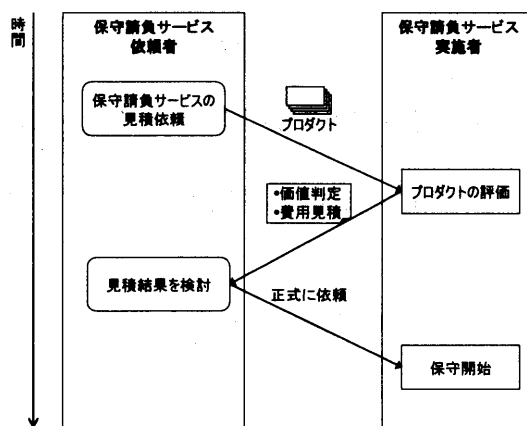 時間
保守請負サービス
依頼者
保守請負サービス
実施者
保守請負サービスの
見積依頼
プロダクト
プロダクトの評価
•価値判定
•費用見積
見積結果を検討
正式に依頼
保守開始